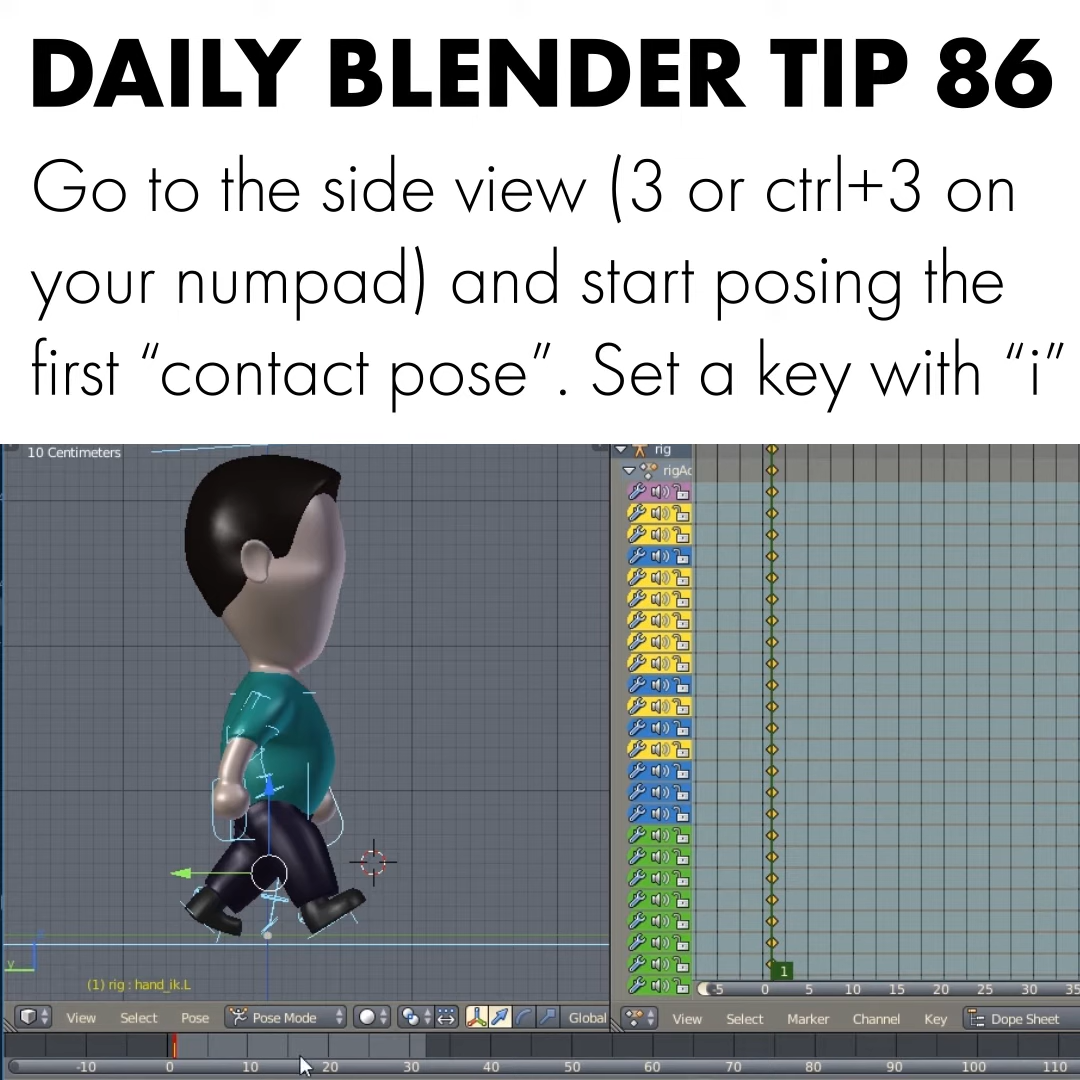 DAILY BLENDER TIP 86
Go to the side view (3 or ctrl+3 on
your numpad) and start posing the
first “contact pose”. Set a key with “i”
10 Centimeters
rig
rigAc
y
(1) rig : hand_ik.L
1
-5 0 5 10 15 20 25 30 35
View Select Pose Pose Mode Global
View Select Marker Channel Key Dope Sheet
-10 0 10 20 30 40 50 60 70 80 90 100 110